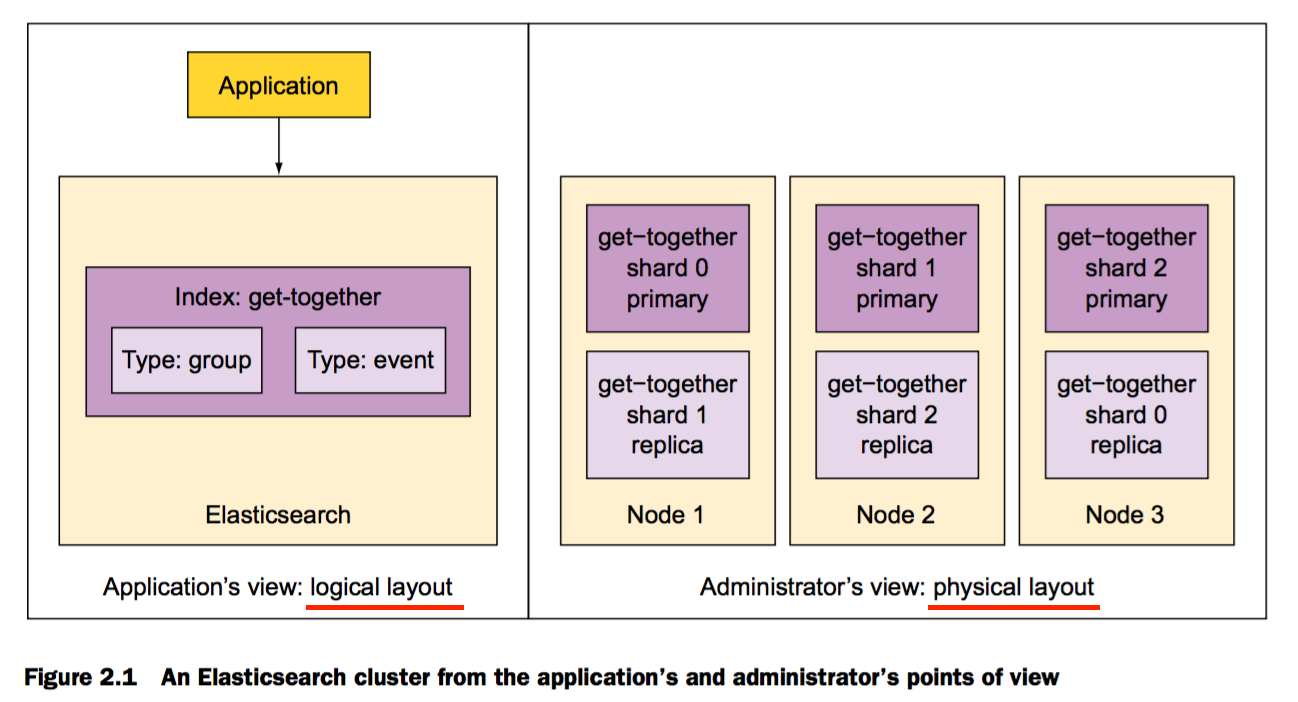 Application
Index: get-together
Type: group
Type: event
Elasticsearch
Application’s view: logical layout
get−together
shard 0
primary
get−together
shard 1
replica
Node 1
get−together
shard 1
primary
get−together
shard 2
replica
Node 2
get−together
shard 2
primary
get−together
shard 0
replica
Node 3
Administrator’s view: physical layout
Figure 2.1 An Elasticsearch cluster from the application’s and administrator’s points of view